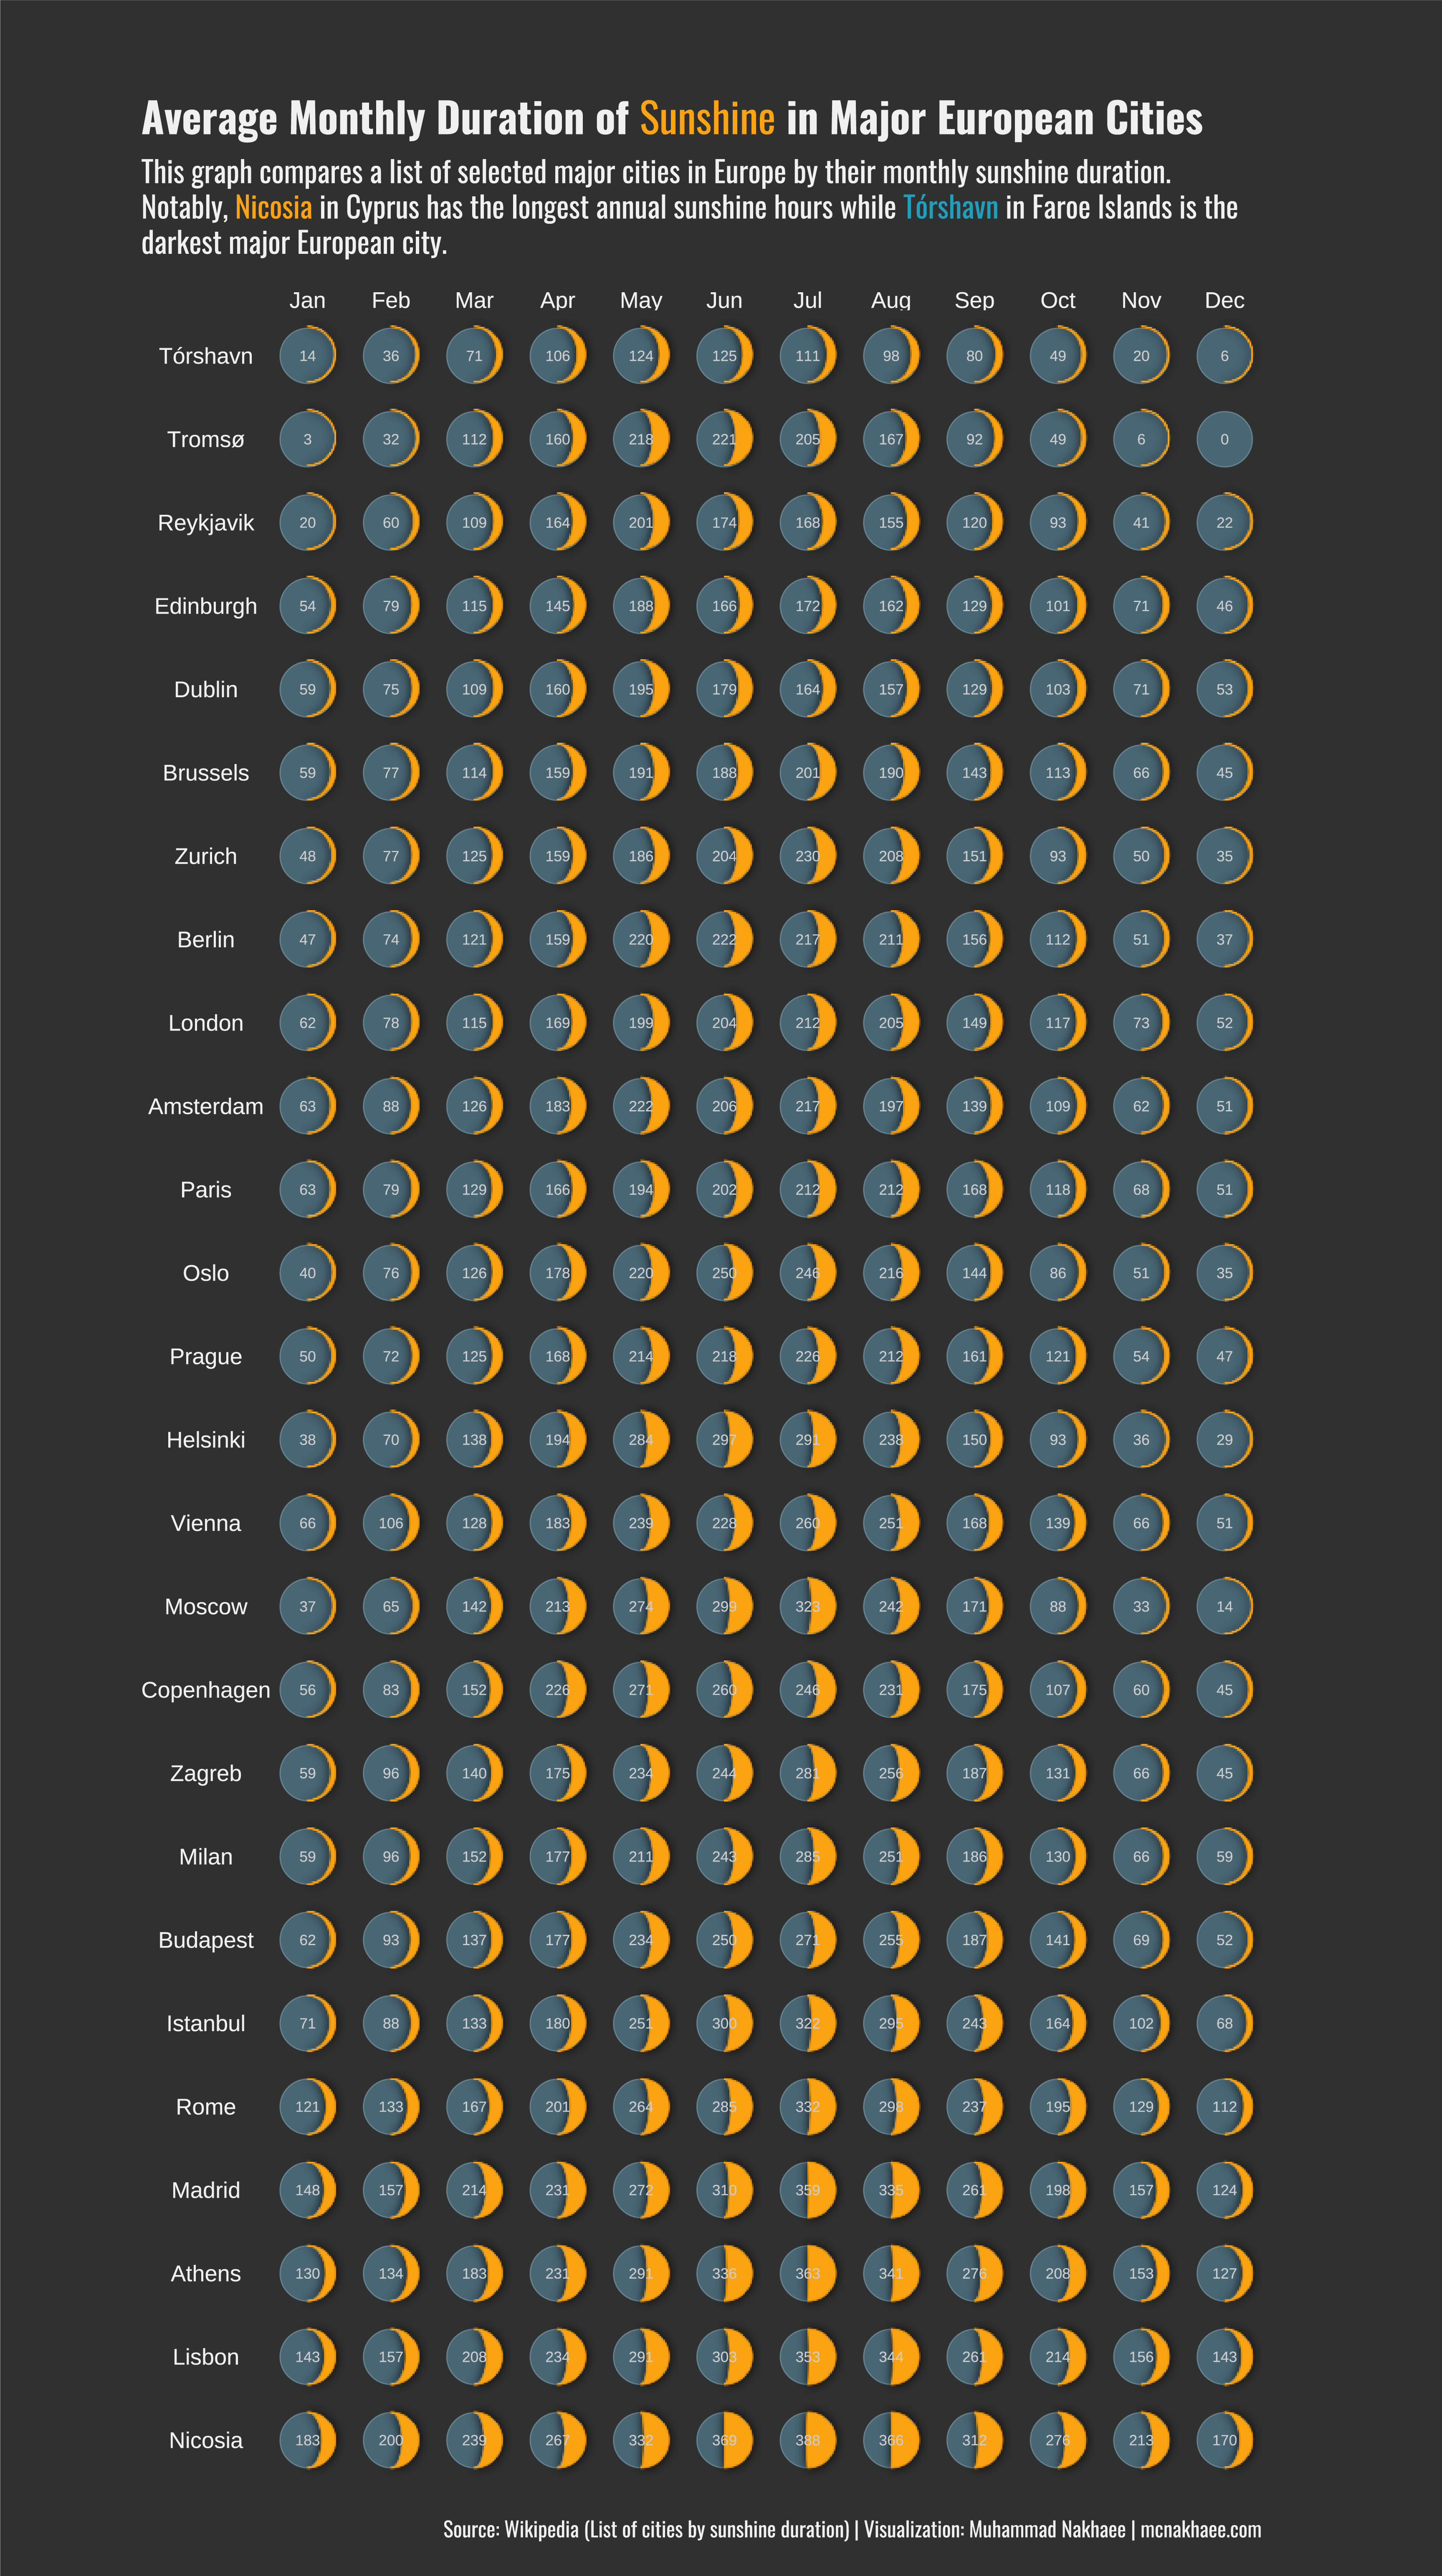 Average Monthly Duration of Sunshine in Major European Cities
This graph compares a list of selected major cities in Europe by their monthly sunshine duration.
Notably, Nicosia in Cyprus has the longest annual sunshine hours while Tórshavn in Faroe Islands is the
darkest major European city.
Jan Feb Mar Apr May Jun Jul Aug Sep Oct Nov Dec
Tórshavn 14 36 71 106 124 125 111 98 80 49 20 6
Tromsø 3 32 112 160 218 221 205 167 92 49 6 0
Reykjavik 20 60 109 164 201 174 168 155 120 93 41 22
Edinburgh 54 79 115 145 188 166 172 162 129 101 71 46
Dublin 59 75 109 160 195 179 164 157 129 103 71 53
Brussels 59 77 114 159 191 188 201 190 143 113 66 45
Zurich 48 77 125 159 186 204 230 208 151 93 50 35
Berlin 47 74 121 159 220 222 217 211 156 112 51 37
London 62 78 115 169 199 204 212 205 149 117 73 52
Amsterdam 63 88 126 183 222 206 217 197 139 109 62 51
Paris 63 79 129 166 194 202 212 212 168 118 68 51
Oslo 40 76 126 178 220 250 246 216 144 86 51 35
Prague 50 72 125 168 214 218 226 212 161 121 54 47
Helsinki 38 70 138 194 284 297 291 238 150 93 36 29
Vienna 66 106 128 183 239 228 260 251 168 139 66 51
Moscow 37 65 142 213 274 299 323 242 171 88 33 14
Copenhagen 56 83 152 226 271 260 246 231 175 107 60 45
Zagreb 59 96 140 175 234 244 281 256 187 131 66 45
Milan 59 96 152 177 211 243 285 251 186 130 66 59
Budapest 62 93 137 177 234 250 271 255 187 141 69 52
Istanbul 71 88 133 180 251 300 322 295 243 164 102 68
Rome 121 133 167 201 264 285 332 298 237 195 129 112
Madrid 148 157 214 231 272 310 359 335 261 198 157 124
Athens 130 134 183 231 291 336 363 341 276 208 153 127
Lisbon 143 157 208 234 291 303 353 344 261 214 156 143
Nicosia 183 200 239 267 332 369 388 366 312 276 213 170
Source: Wikipedia (List of cities by sunshine duration) | Visualization: Muhammad Nakhaee | mcnakhaee.com